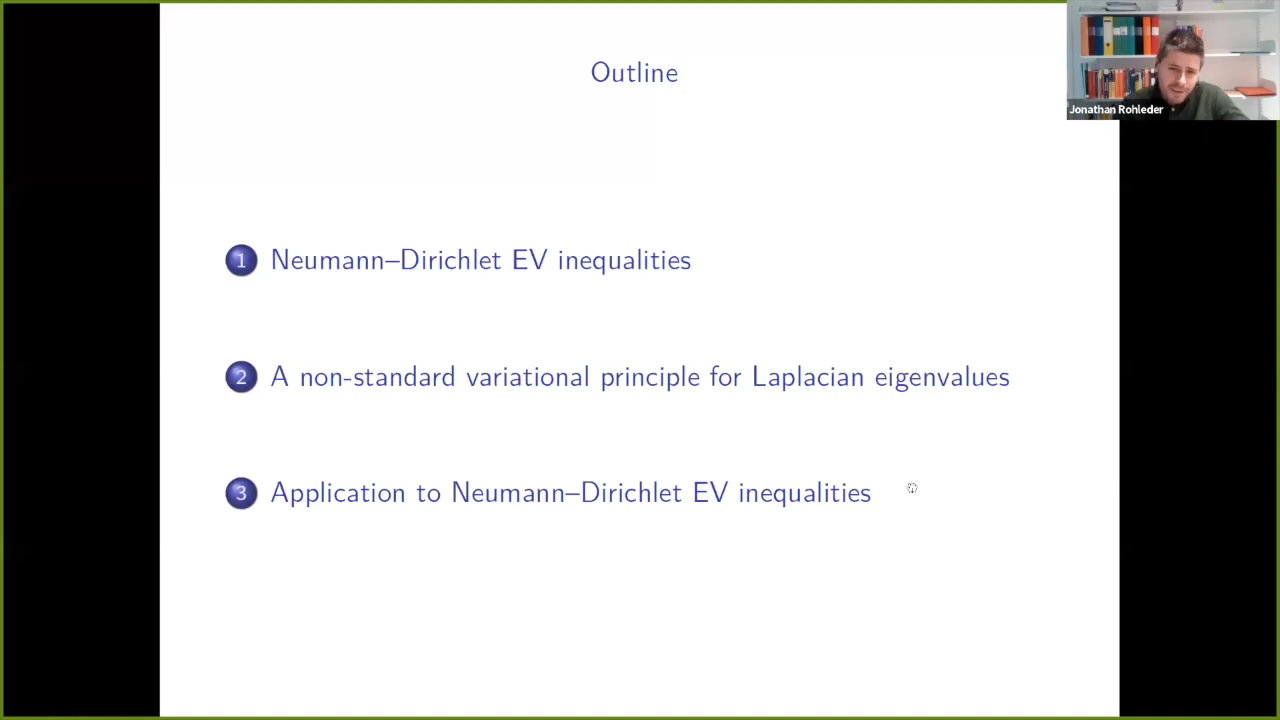 Outline
Jonathan Rohleder
1 Neumann–Dirichlet EV inequalities
2 A non-standard variational principle for Laplacian eigenvalues
3 Application to Neumann–Dirichlet EV inequalities